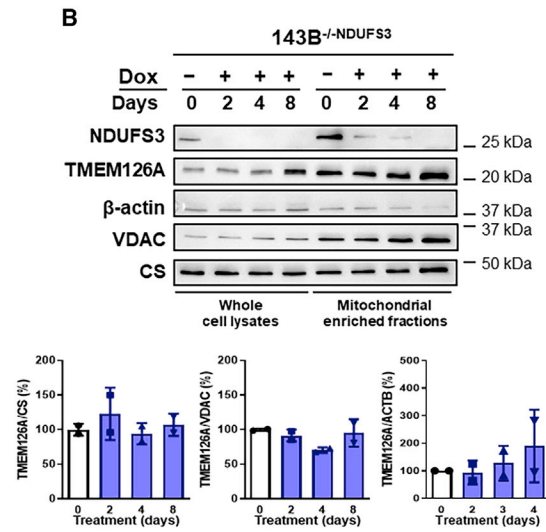 B
143B-/-NDUFS3
Dox − + + + − + + +
Days 0 2 4 8 0 2 4 8
NDUFS3 25 kDa
TMEM126A 20 kDa
β-actin 37 kDa
37 kDa
VDAC
CS 50 kDa
Whole cell lysates
Mitochondrial enriched fractions
TMEM126A/CS (%)
200
150
100
50
0
0 2 4 8
Treatment (days)
TMEM126A/VDAC (%)
200
150
100
50
0
0 2 4 8
Treatment (days)
TMEM126A/ACTB (%)
500
400
300
200
100
0
0 2 3 4
Treatment (days)